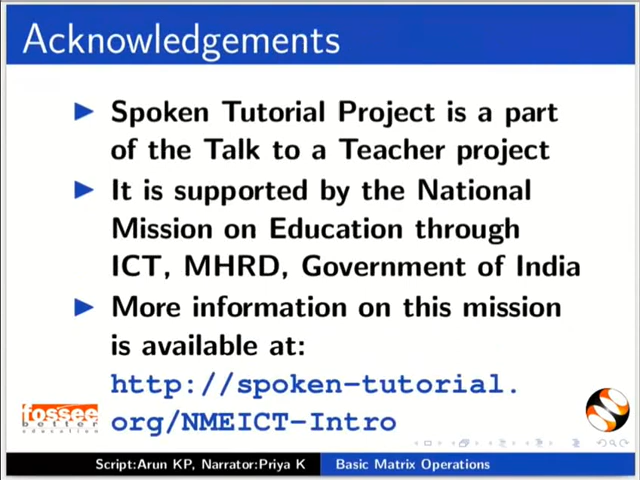 Acknowledgements
Spoken Tutorial Project is a part
of the Talk to a Teacher project
It is supported by the National
Mission on Education through
ICT, MHRD, Government of India
More information on this mission
is available at:
http://spoken-tutorial.
org/NMEICT-Intro
fossee
better
education
Script:Arun KP, Narrator:Priya K
Basic Matrix Operations